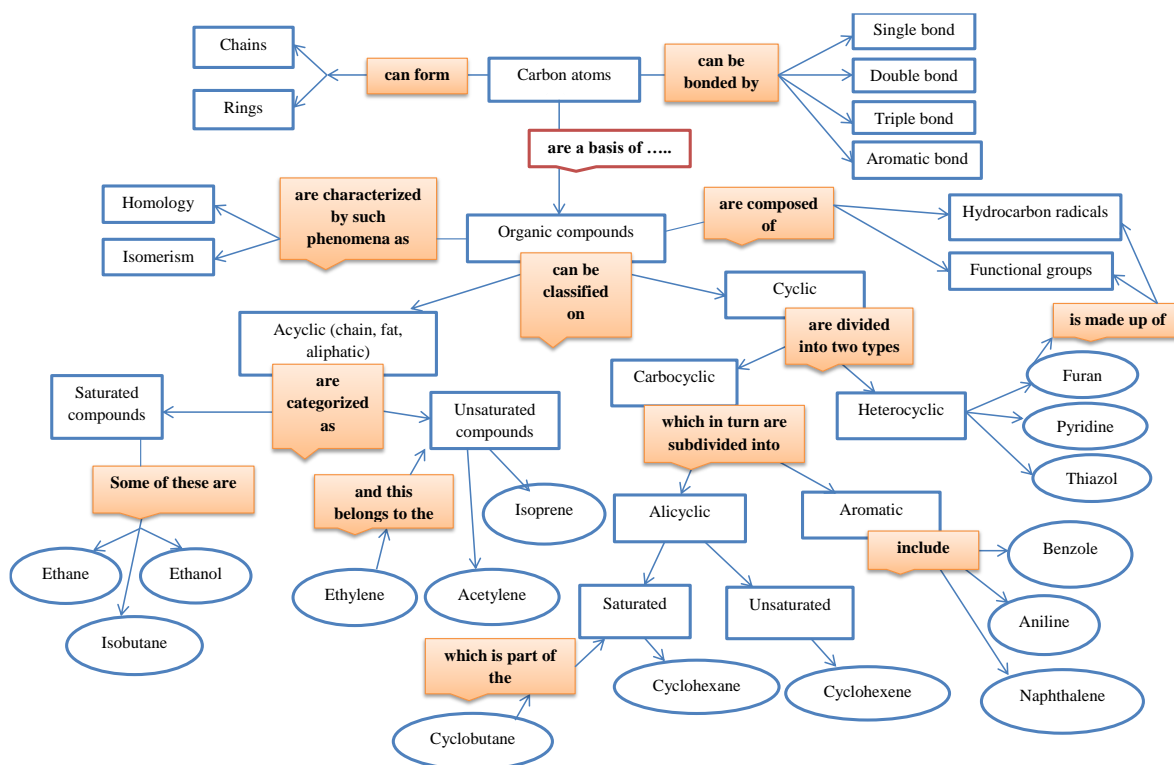 Chains
Rings
can form
Carbon atoms
can be
bonded by
Single bond
Double bond
Triple bond
Aromatic bond
are a basis of …..
Homology
Isomerism
are characterized
by such
phenomena as
Organic compounds
are composed
of
Hydrocarbon radicals
Functional groups
can be
classified
on
Cyclic
is made up of
Acyclic (chain, fat,
aliphatic)
are divided
into two types
are
categorized
as
Saturated
compounds
Unsaturated
compounds
Carbocyclic
Heterocyclic
Furan
Pyridine
Thiazol
which in turn are
subdivided into
Some of these are
and this
belongs to the
Isoprene
Alicyclic
Aromatic
include
Benzole
Ethane
Ethanol
Isobutane
Ethylene
Acetylene
Saturated
Unsaturated
Aniline
Naphthalene
which is part of
the
Cyclobutane
Cyclohexane
Cyclohexene